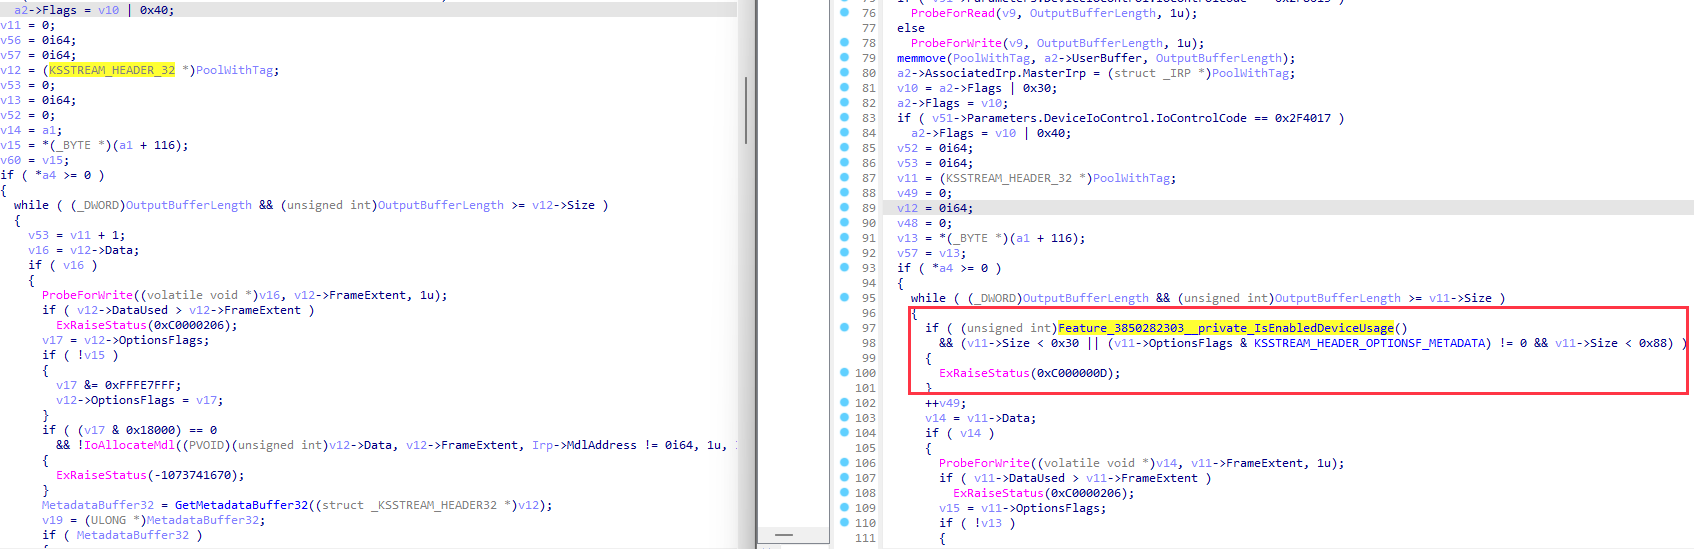 a2->Flags = v10 | 0x40;
v11 = 0;
v56 = 0i64;
v57 = 0i64;
v12 = (KSSTREAM_HEADER_32 *)PoolWithTag;
v53 = 0;
v13 = 0i64;
v52 = 0;
v14 = a1;
v15 = *(_BYTE *)(a1 + 116);
v60 = v15;
if ( *a4 >= 0 )
{
while ( (_DWORD)OutputBufferLength && (unsigned int)OutputBufferLength >= v12->Size )
{
v53 = v11 + 1;
v16 = v12->Data;
if ( v16 )
{
ProbeForWrite((volatile void *)v16, v12->FrameExtent, 1u);
if ( v12->DataUsed > v12->FrameExtent )
ExRaiseStatus(0xC0000206);
v17 = v12->OptionsFlags;
if ( !v15 )
{
v17 &= 0xFFFE7FFF;
v12->OptionsFlags = v17;
}
if ( (v17 & 0x18000) == 0
&& !IoAllocateMdl((PVOID)(unsigned int)v12->Data, v12->FrameExtent, Irp->MdlAddress != 0i64, 1u,
{
ExRaiseStatus(-1073741670);
}
MetadataBuffer32 = GetMetadataBuffer32((struct _KSSTREAM_HEADER32 *)v12);
v19 = (ULONG *)MetadataBuffer32;
if ( MetadataBuffer32 )
76 ProbeForRead(v9, OutputBufferLength, 1u);
77 else
78 ProbeForWrite(v9, OutputBufferLength, 1u);
79 memmove(PoolWithTag, a2->UserBuffer, OutputBufferLength);
80 a2->AssociatedIrp.MasterIrp = (struct _IRP *)PoolWithTag;
81 v10 = a2->Flags | 0x30;
82 a2->Flags = v10;
83 if ( v51->Parameters.DeviceIoControl.IoControlCode == 0x2F4017 )
84 a2->Flags = v10 | 0x40;
85 v52 = 0i64;
86 v53 = 0i64;
87 v11 = (KSSTREAM_HEADER_32 *)PoolWithTag;
88 v49 = 0;
89 v12 = 0i64;
90 v48 = 0;
91 v13 = *(_BYTE *)(a1 + 116);
92 v57 = v13;
93 if ( *a4 >= 0 )
94 {
95 while ( (_DWORD)OutputBufferLength && (unsigned int)OutputBufferLength >= v11->Size )
96 {
97 if ( (unsigned int)Feature_3850282303__private_IsEnabledDeviceUsage()
98 && (v11->Size < 0x30 || (v11->OptionsFlags & KSSTREAM_HEADER_OPTIONSF_METADATA) != 0 && v11->Size < 0x88) )
99 {
100 ExRaiseStatus(0xC000000D);
101 }
102 ++v49;
103 v14 = v11->Data;
104 if ( v14 )
105 {
106 ProbeForWrite((volatile void *)v14, v11->FrameExtent, 1u);
107 if ( v11->DataUsed > v11->FrameExtent )
108 ExRaiseStatus(0xC0000206);
109 v15 = v11->OptionsFlags;
110 if ( !v13 )
111 {